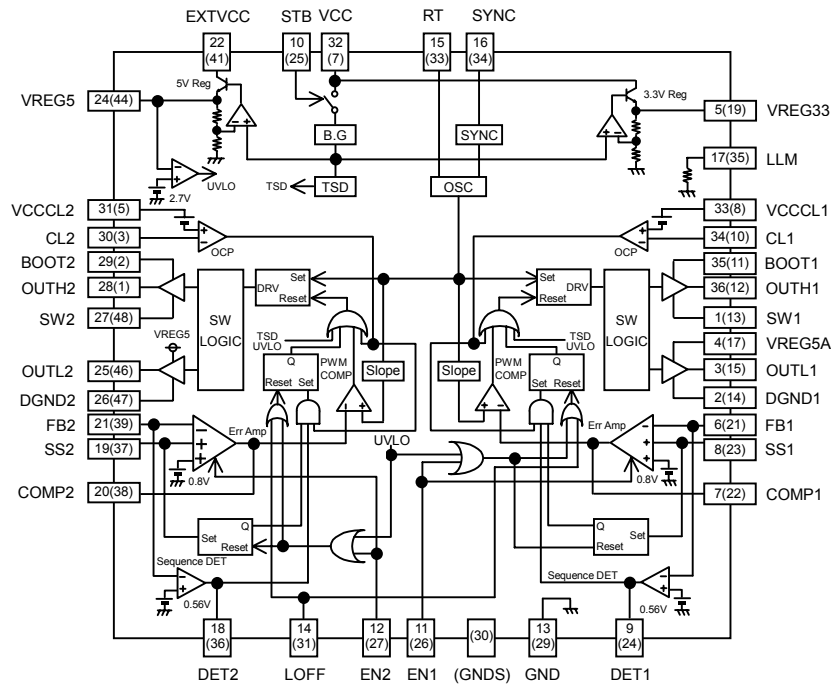 EXTVCC STB VCC RT SYNC
22 (41) 10 (25) 32 (7) 15 (33) 16 (34)
5V Reg 3.3V Reg
VREG5 24(44) 5(19) VREG33
B.G SYNC
17(35) LLM
TSD TSD OSC
UVLO
2.7V
VCCCL2 31(5) 33(8) VCCCL1
CL2 30(3) 34(10) CL1
OCP OCP
BOOT2 29(2) 35(11) BOOT1
Set Set
DRV DRV
Reset Reset
OUTH2 28(1) 36(12) OUTH1
SW2 27(48) 1(13) SW1
SW LOGIC SW LOGIC
VREG5
TSD UVLO TSD UVLO
4(17) VREG5A
Q PWM COMP Slope Slope PWM COMP Q
OUTL2 25(46) 3(15) OUTL1
Reset Set Set Reset
DGND2 26(47) 2(14) DGND1
FB2 21(39) 6(21) FB1
Err Amp Err Amp
UVLO
SS2 19(37) 8(23) SS1
0.8V 0.8V
COMP2 20(38) 7(22) COMP1
Q Q
Set Set
Reset Reset
Sequence DET Sequence DET
0.56V 0.56V
18 (36) 14 (31) 12 (27) 11 (26) (30) 13 (29) 9 (24)
DET2 LOFF EN2 EN1 (GNDS) GND DET1